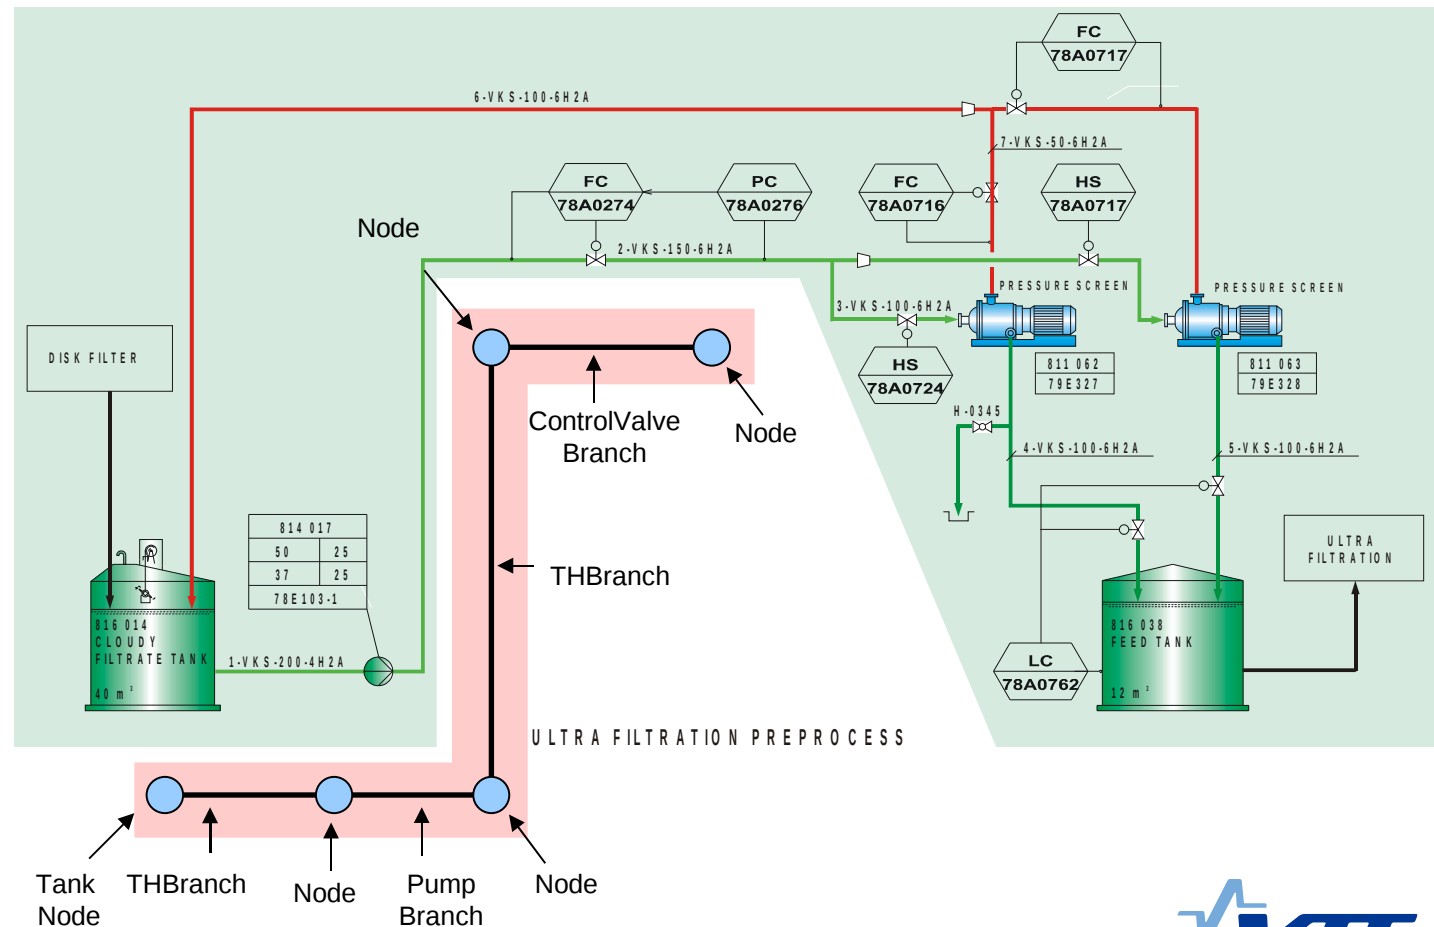 FC
78A0717
6-VKS-100-6H2A
7-VKS-50-6H2A
FC
78A0274
PC
78A0276
FC
78A0716
HS
78A0717
Node
2-VKS-150-6H2A
PRESSURE SCREEN
PRESSURE SCREEN
3-VKS-100-6H2A
DISK FILTER
HS
78A0724
811 062
79E327
811 063
79E328
ControlValve
Branch
Node
H-0345
4-VKS-100-6H2A
5-VKS-100-6H2A
814 017
50 25
37 25
78E103-1
THBranch
ULTRA
FILTRATION
816 014
CLOUDY
FILTRATE TANK
40 m³
1-VKS-200-4H2A
816 038
FEED TANK
12 m³
LC
78A0762
ULTRA FILTRATION PREPROCESS
Tank
Node
THBranch
Node
Pump
Branch
Node
VTT